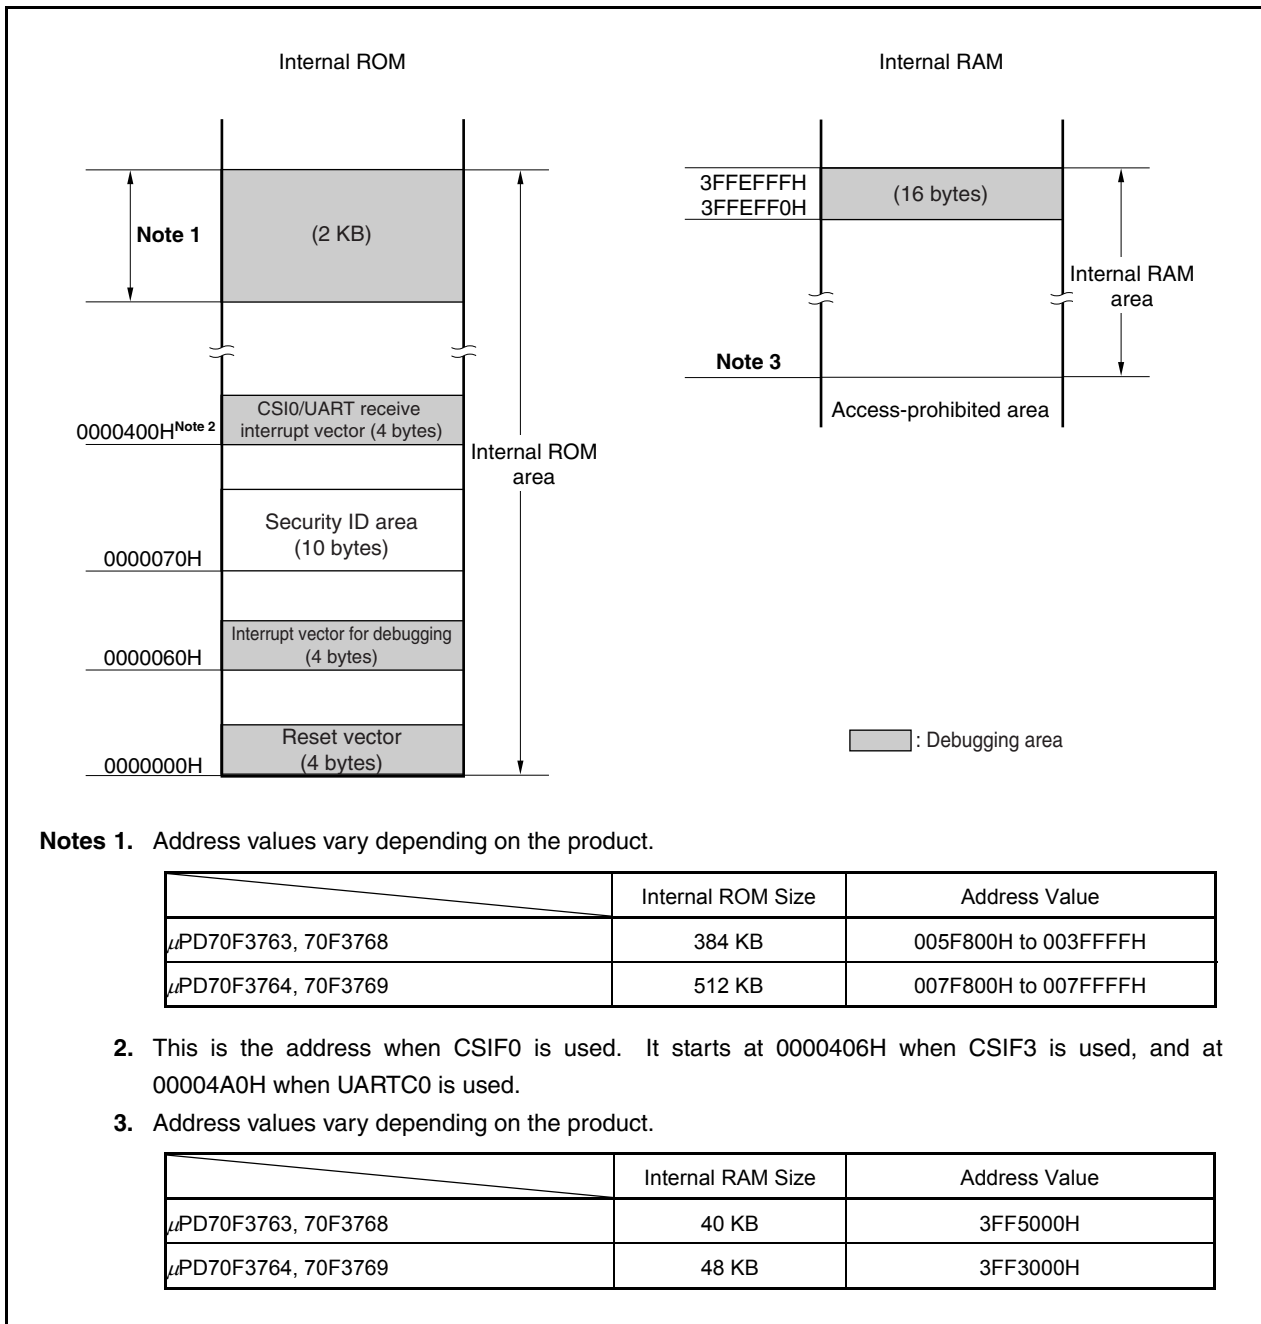 Internal ROM
Internal RAM
Note 1
(2 KB)
0000400H Note 2
CSI0/UART receive
interrupt vector (4 bytes)
Internal ROM
area
Security ID area
(10 bytes)
0000070H
Interrupt vector for debugging
(4 bytes)
0000060H
Reset vector
(4 bytes)
0000000H
3FFEFFFH
3FFEFF0H
(16 bytes)
Internal RAM
area
Note 3
Access-prohibited area
: Debugging area
Notes 1. Address values vary depending on the product.
Internal ROM Size Address Value
μPD70F3763, 70F3768 384 KB 005F800H to 003FFFFH
μPD70F3764, 70F3769 512 KB 007F800H to 007FFFFH
2. This is the address when CSIF0 is used. It starts at 0000406H when CSIF3 is used, and at
00004A0H when UARTC0 is used.
3. Address values vary depending on the product.
Internal RAM Size Address Value
μPD70F3763, 70F3768 40 KB 3FF5000H
μPD70F3764, 70F3769 48 KB 3FF3000H